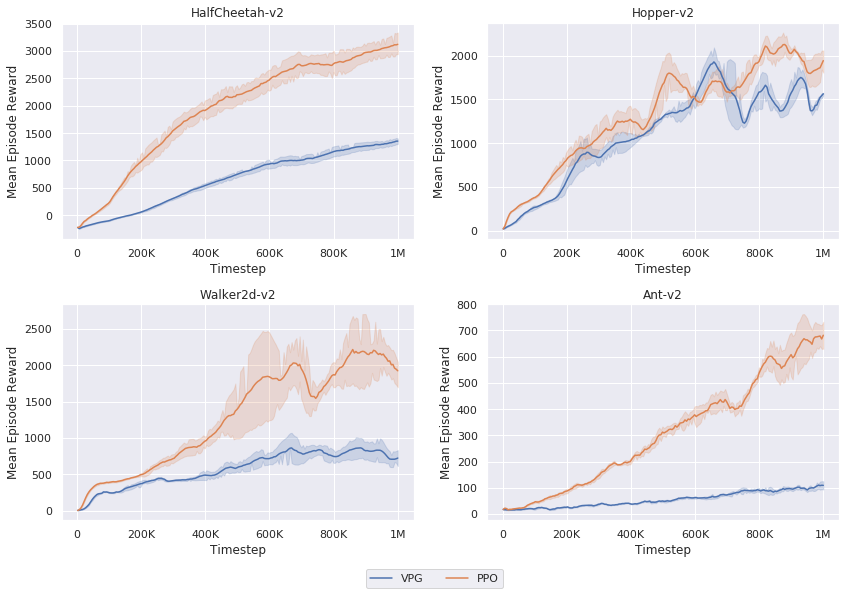 HalfCheetah-v2
Mean Episode Reward
3500
3000
2500
2000
1500
1000
500
0
0 200K 400K 600K 800K 1M
Timestep
Hopper-v2
Mean Episode Reward
2000
1500
1000
500
0
0 200K 400K 600K 800K 1M
Timestep
Walker2d-v2
Mean Episode Reward
2500
2000
1500
1000
500
0
0 200K 400K 600K 800K 1M
Timestep
Ant-v2
Mean Episode Reward
800
700
600
500
400
300
200
100
0
0 200K 400K 600K 800K 1M
Timestep
VPG PPO